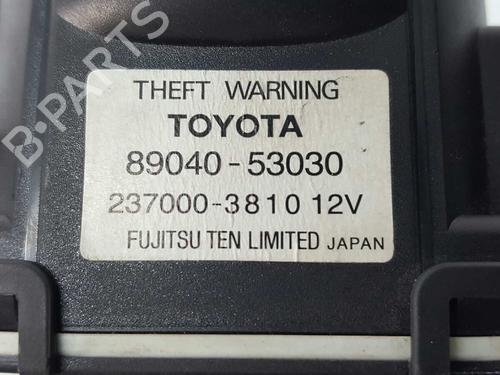 THEFT WARNING
TOYOTA
89040-53030
237000-3810 12V
FUJITSU TEN LIMITED JAPAN
B-PARTS